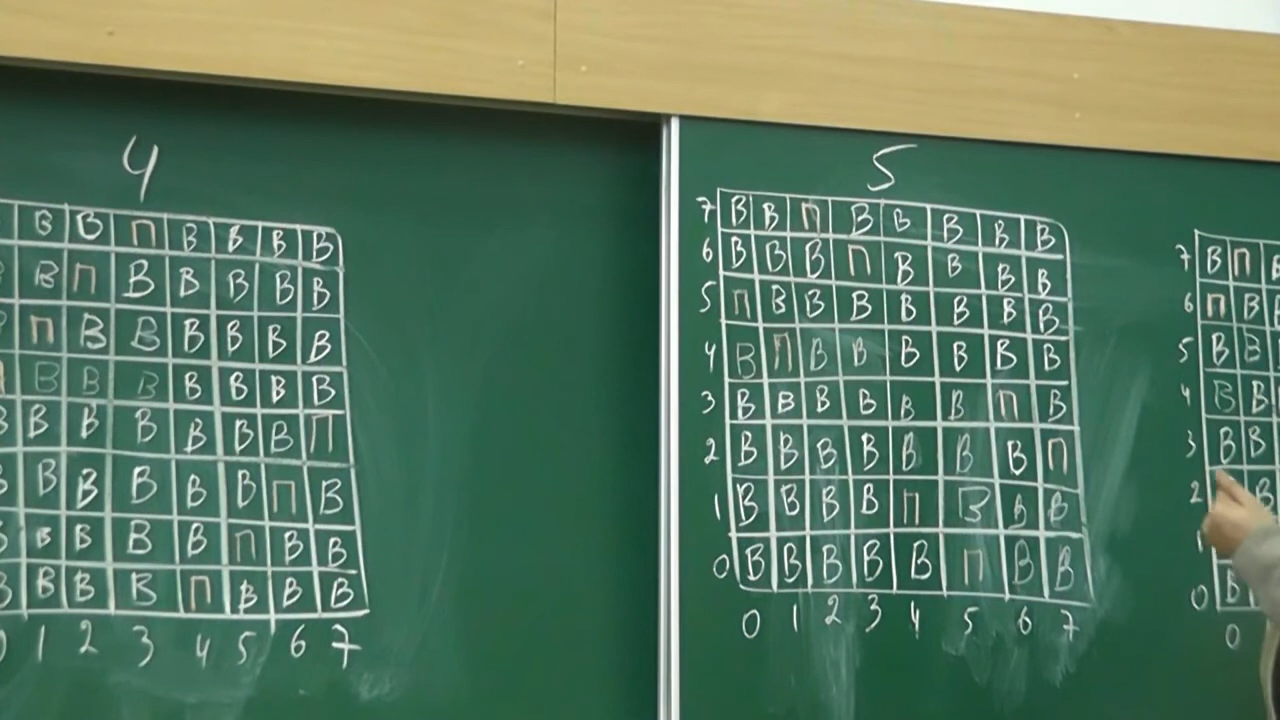 4
В В П В В В В
В П В В В В В
П В В В В В В
В В В В В В В
В В В В В В П
В В В В В П В
В В В В П В В
В В В П В В В
1 2 3 4 5 6 7
5
7 В В П В В В В В
6 В В В П В В В В
5 П В В В В В В В
4 В П В В В В В В
3 В В В В В В П В
2 В В В В В В В П
1 В В В В П В В В
0 В В В В В П В В
0 1 2 3 4 5 6 7
7 В П
6 П В
5 В В
4 В В
3 В В
2 В
0 В
0